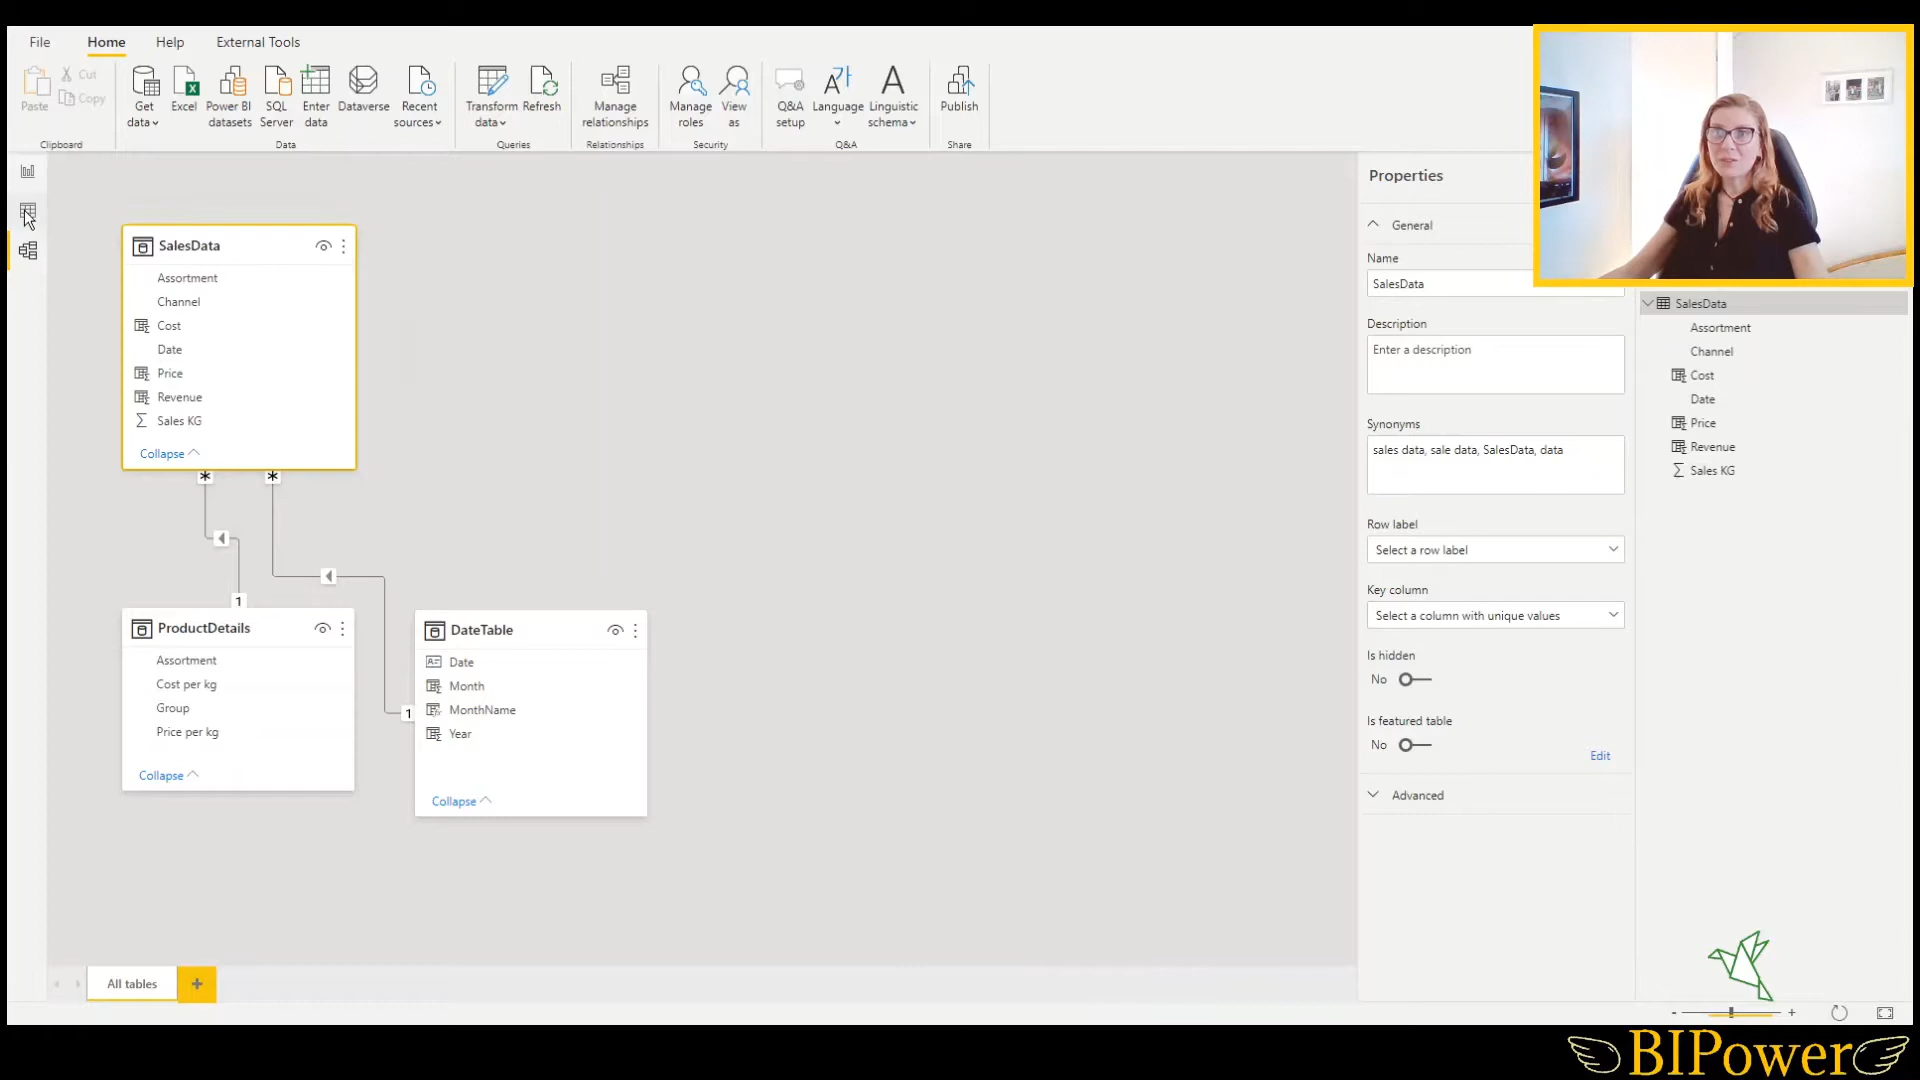 File Home Help External Tools
Paste
Cut
Copy
Clipboard
Get data
Excel
Power BI datasets
SQL Server
Enter data
Dataverse
Recent sources
Data
Transform data
Refresh
Queries
Manage relationships
Relationships
Manage roles
View as
Security
Q&A setup
Language
Linguistic schema
Q&A
Publish
Share
SalesData
Assortment
Channel
Cost
Date
Price
Revenue
Sales KG
Collapse
* *
1
ProductDetails
Assortment
Cost per kg
Group
Price per kg
Collapse
1
DateTable
Date
Month
MonthName
Year
Collapse
All tables +
Properties
General
Name
SalesData
Description
Enter a description
Synonyms
sales data, sale data, SalesData, data
Row label
Select a row label
Key column
Select a column with unique values
Is hidden
No
Is featured table
No
Edit
Advanced
SalesData
Assortment
Channel
Cost
Date
Price
Revenue
Sales KG
- +
BIPower